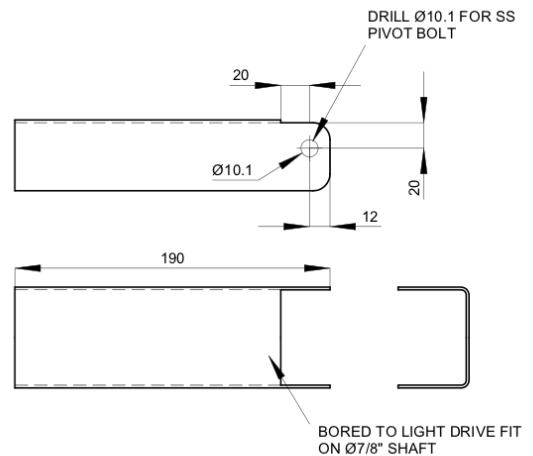 DRILL Ø10.1 FOR SS
PIVOT BOLT
20
Ø10.1
20
12
190
BORED TO LIGHT DRIVE FIT
ON Ø7/8" SHAFT